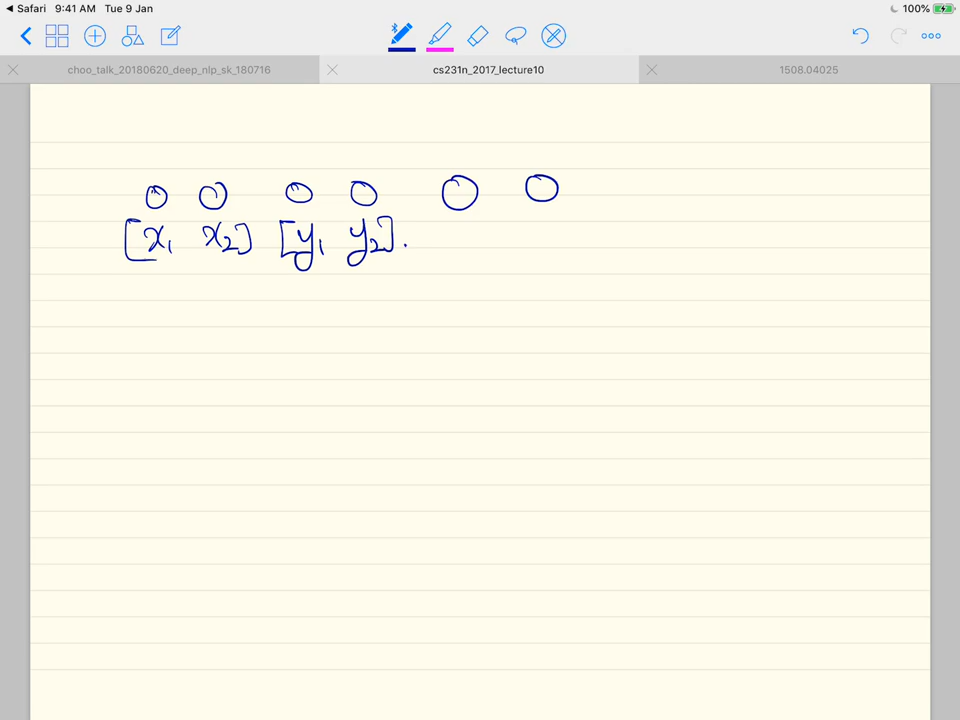 Safari 9:41 AM Tue 9 Jan 100%
choo_talk_20180620_deep_nlp_sk_180716 cs231n_2017_lecture10 1508.04025
[x₁ x₂] [y₁ y₂].